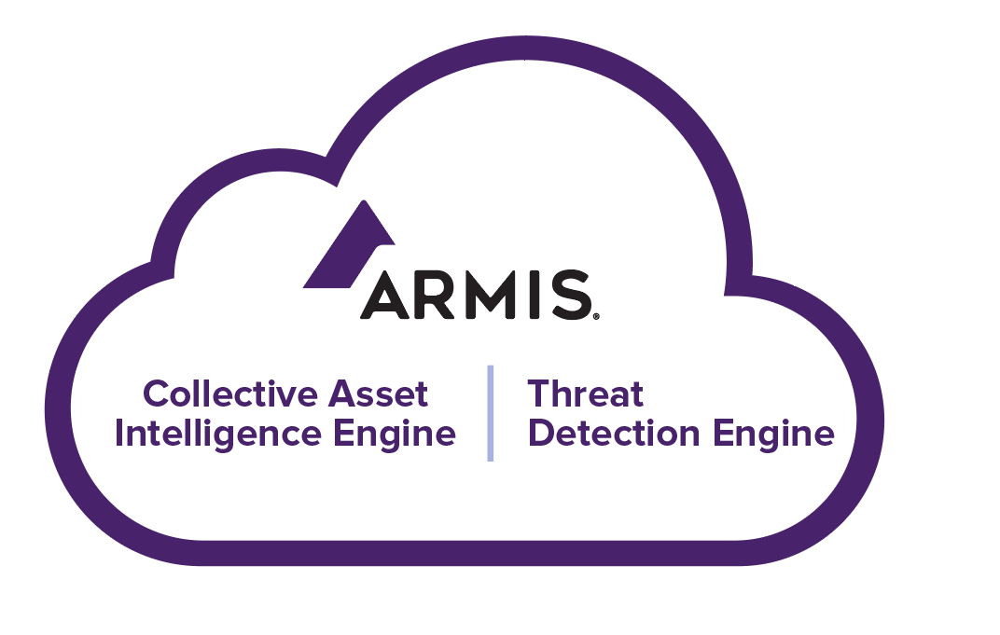 ARMIS®
Collective Asset
Intelligence Engine
Threat
Detection Engine